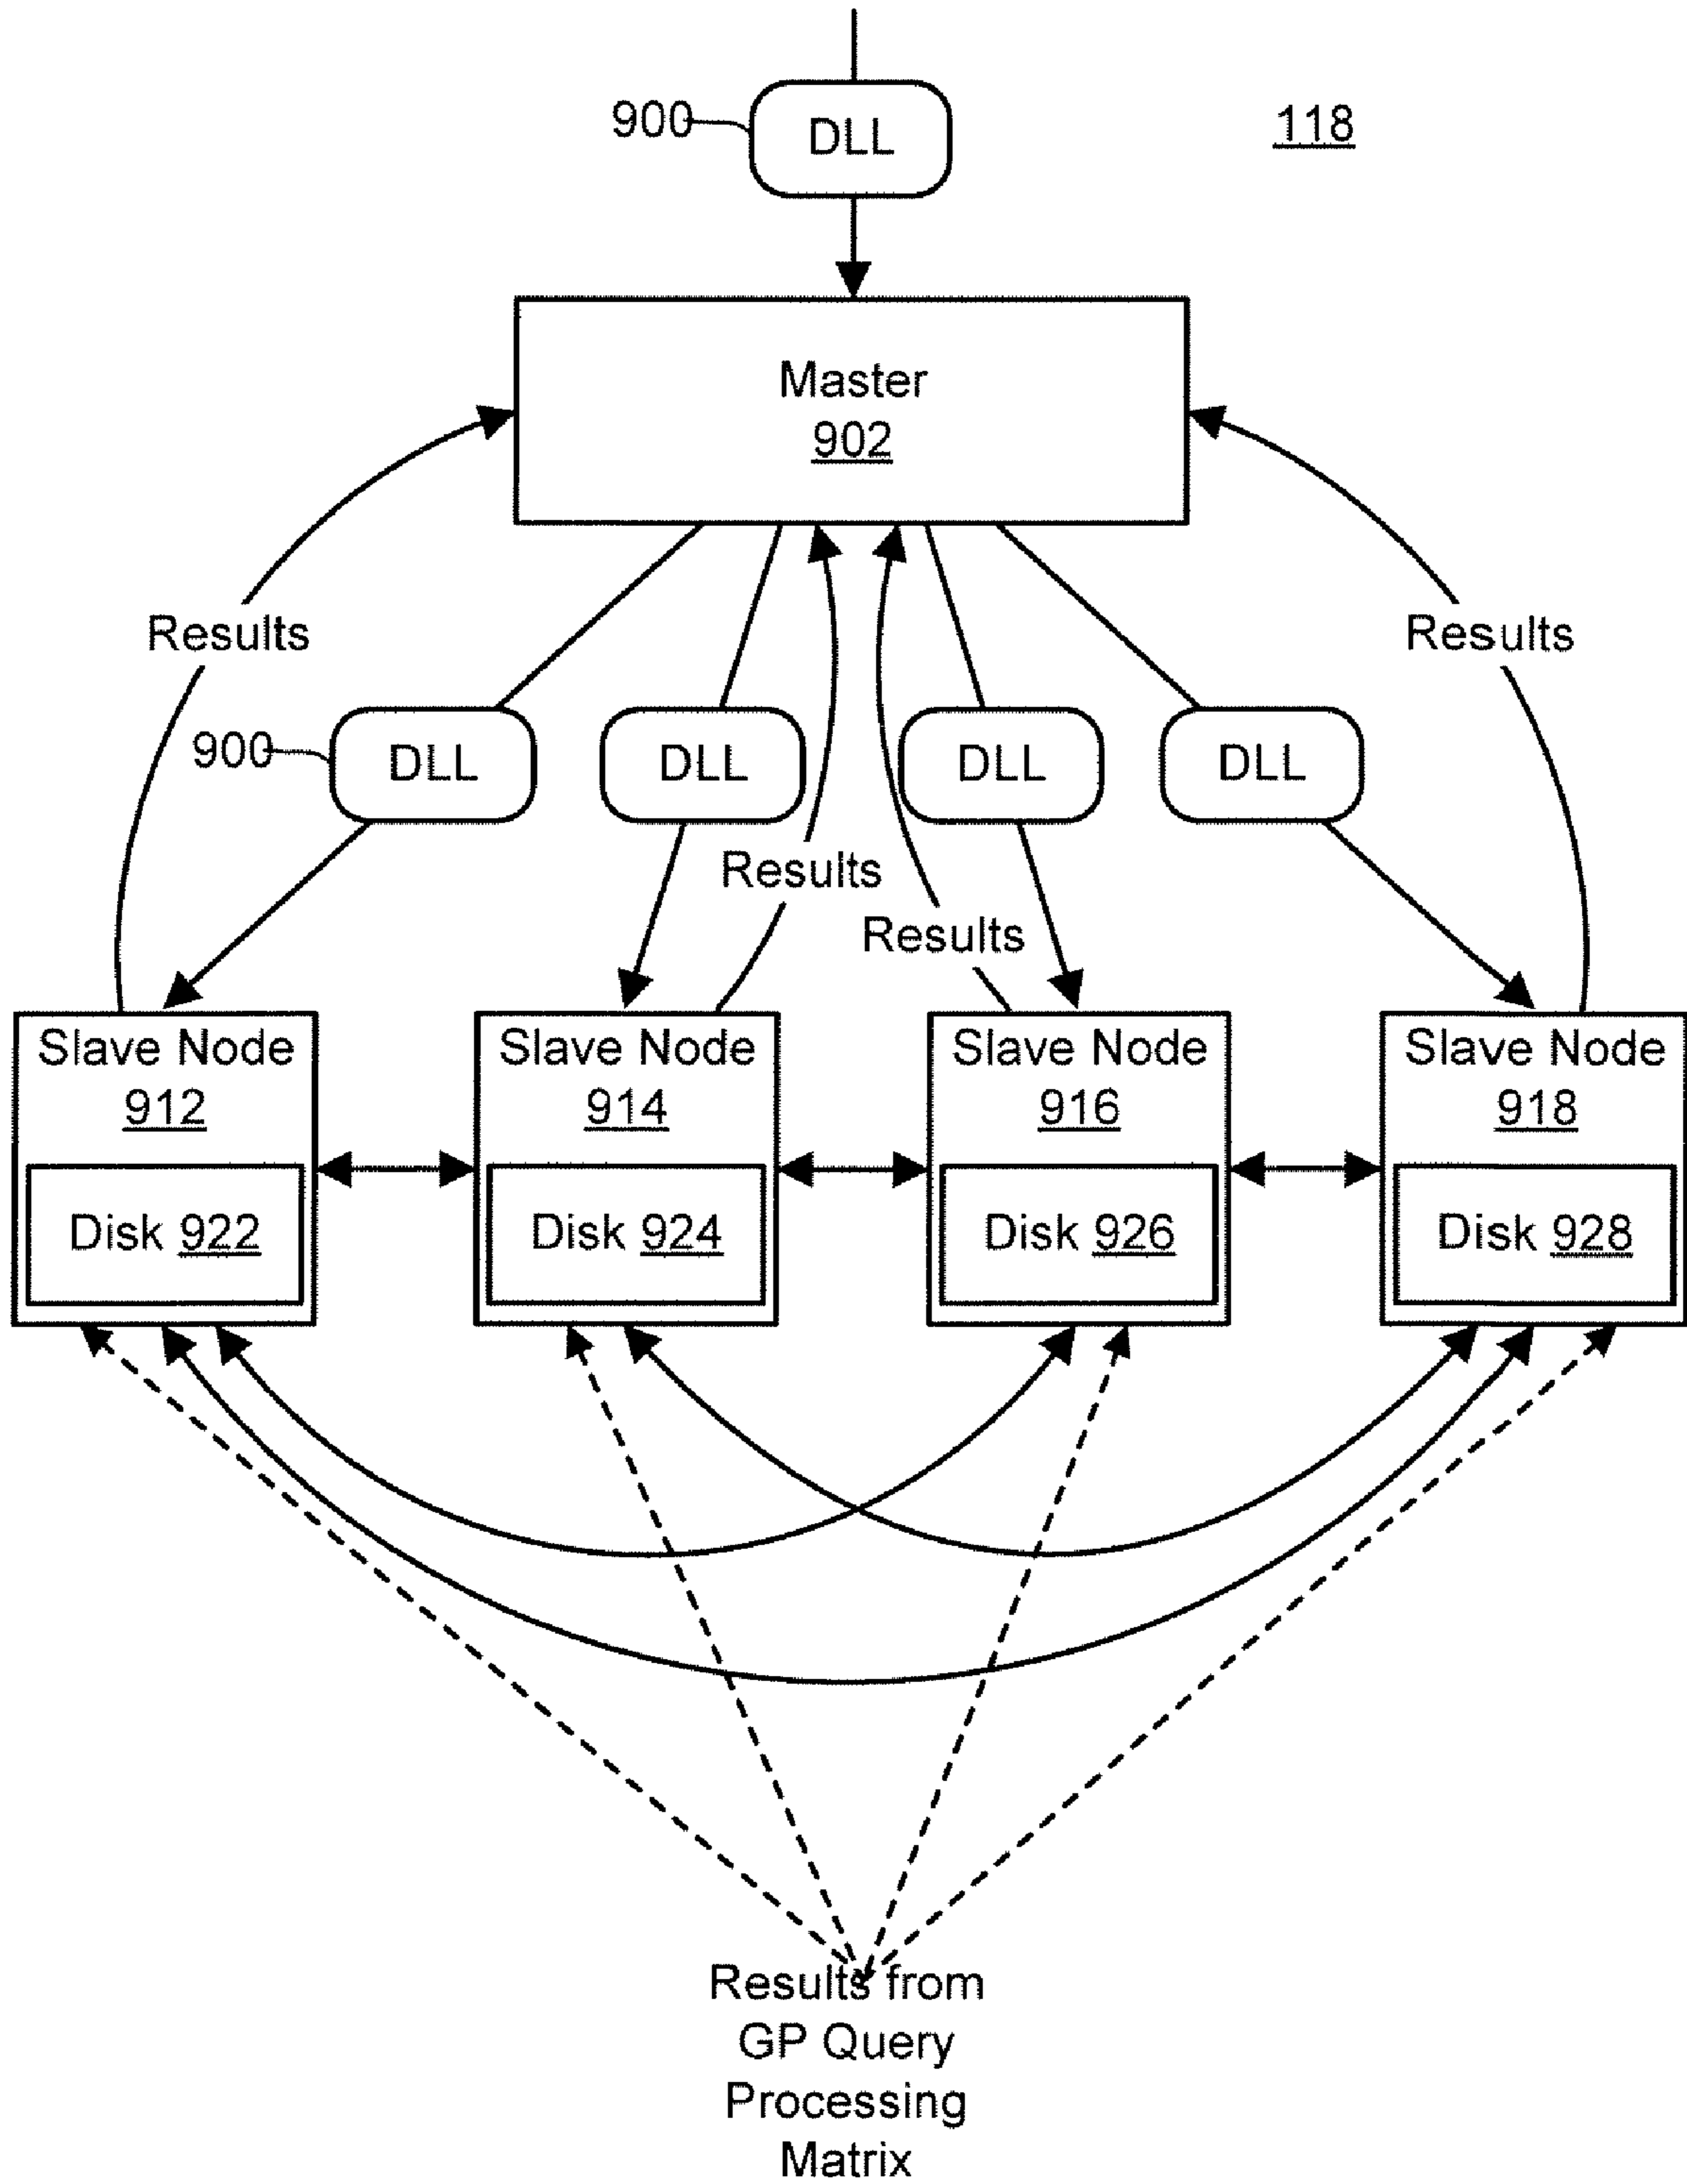 900
DLL
118
Master
902
Results
Results
900
DLL
DLL
DLL
DLL
Results
Results
Slave Node
912
Disk 922
Slave Node
914
Disk 924
Slave Node
916
Disk 926
Slave Node
918
Disk 928
Results from
GP Query
Processing
Matrix